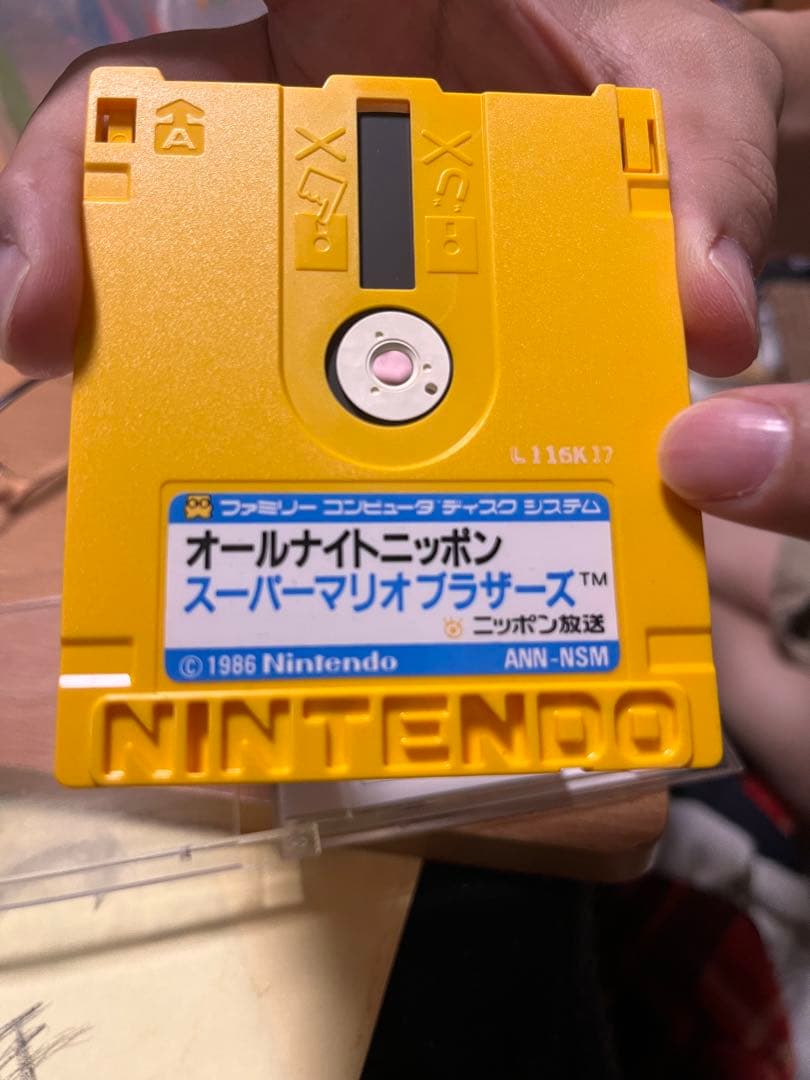 A
L116K17
ファミリー コンピュータ ディスク システム
オールナイトニッポン
スーパーマリオブラザーズ™
ニッポン放送
© 1986 Nintendo ANN-NSM
NINTENDO